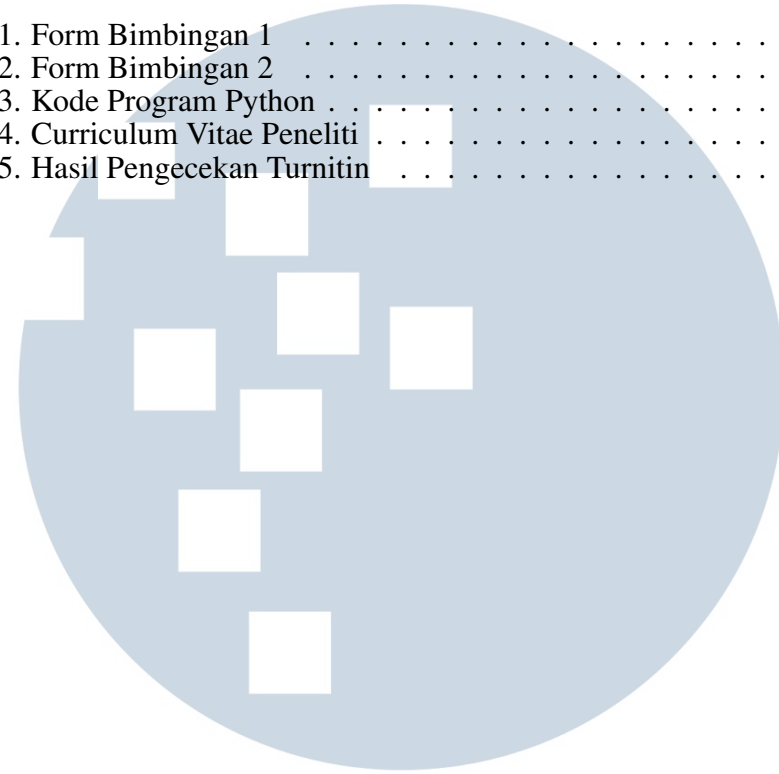 1. Form Bimbingan 1 . . . . . . . . . . . . . . . . . . . .
2. Form Bimbingan 2 . . . . . . . . . . . . . . . . . . . .
3. Kode Program Python . . . . . . . . . . . . . . . . . . .
4. Curriculum Vitae Peneliti . . . . . . . . . . . . . . . . .
5. Hasil Pengecekan Turnitin . . . . . . . . . . . . . . . .